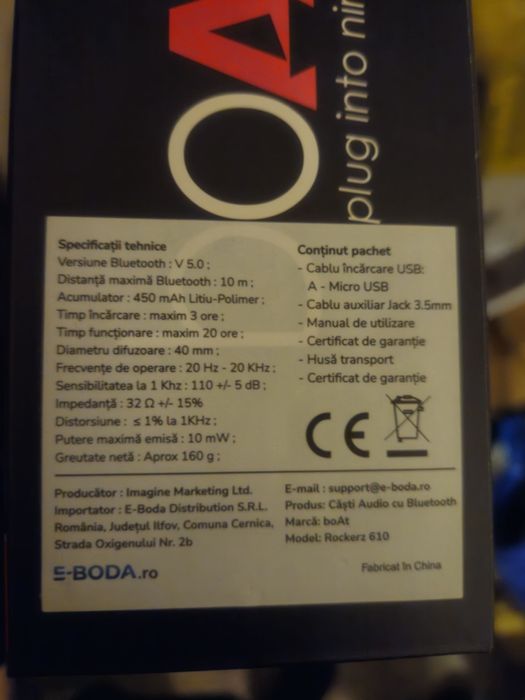 OA
plug into nir
Specificații tehnice
Versiune Bluetooth : V 5.0 ;
Distanță maximă Bluetooth : 10 m ;
Acumulator : 450 mAh Litiu-Polimer ;
Timp încărcare : maxim 3 ore ;
Timp funcționare : maxim 20 ore ;
Diametru difuzoare : 40 mm ;
Frecvențe de operare : 20 Hz - 20 KHz ;
Sensibilitatea la 1 Khz : 110 +/- 5 dB ;
Impedanță : 32 Ω +/- 15%
Distorsiune : ≤ 1% la 1KHz ;
Putere maximă emisă : 10 mW ;
Greutate netă : Aprox 160 g ;
Conținut pachet
- Cablu încărcare USB:
A - Micro USB
- Cablu auxiliar Jack 3.5mm
- Manual de utilizare
- Certificat de garanție
- Husă transport
- Certificat de garanție
CE
Producător : Imagine Marketing Ltd.
Importator : E-Boda Distribution S.R.L.
România, Județul Ilfov, Comuna Cernica,
Strada Oxigenului Nr. 2b
E-BODA.ro
E-mail : support@e-boda.ro
Produs: Căști Audio cu Bluetooth
Marcă: boAt
Model: Rockerz 610
Fabricat în China